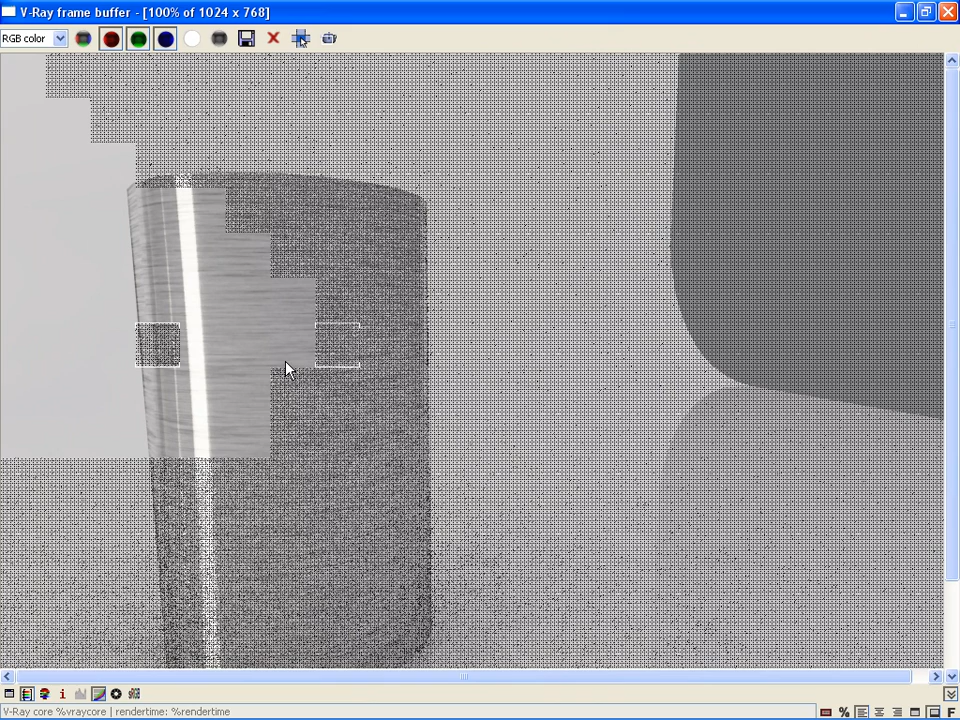 V-Ray frame buffer - [100% of 1024 x 768]
RGB color
V-Ray core %vraycore | rendertime: %rendertime
% F